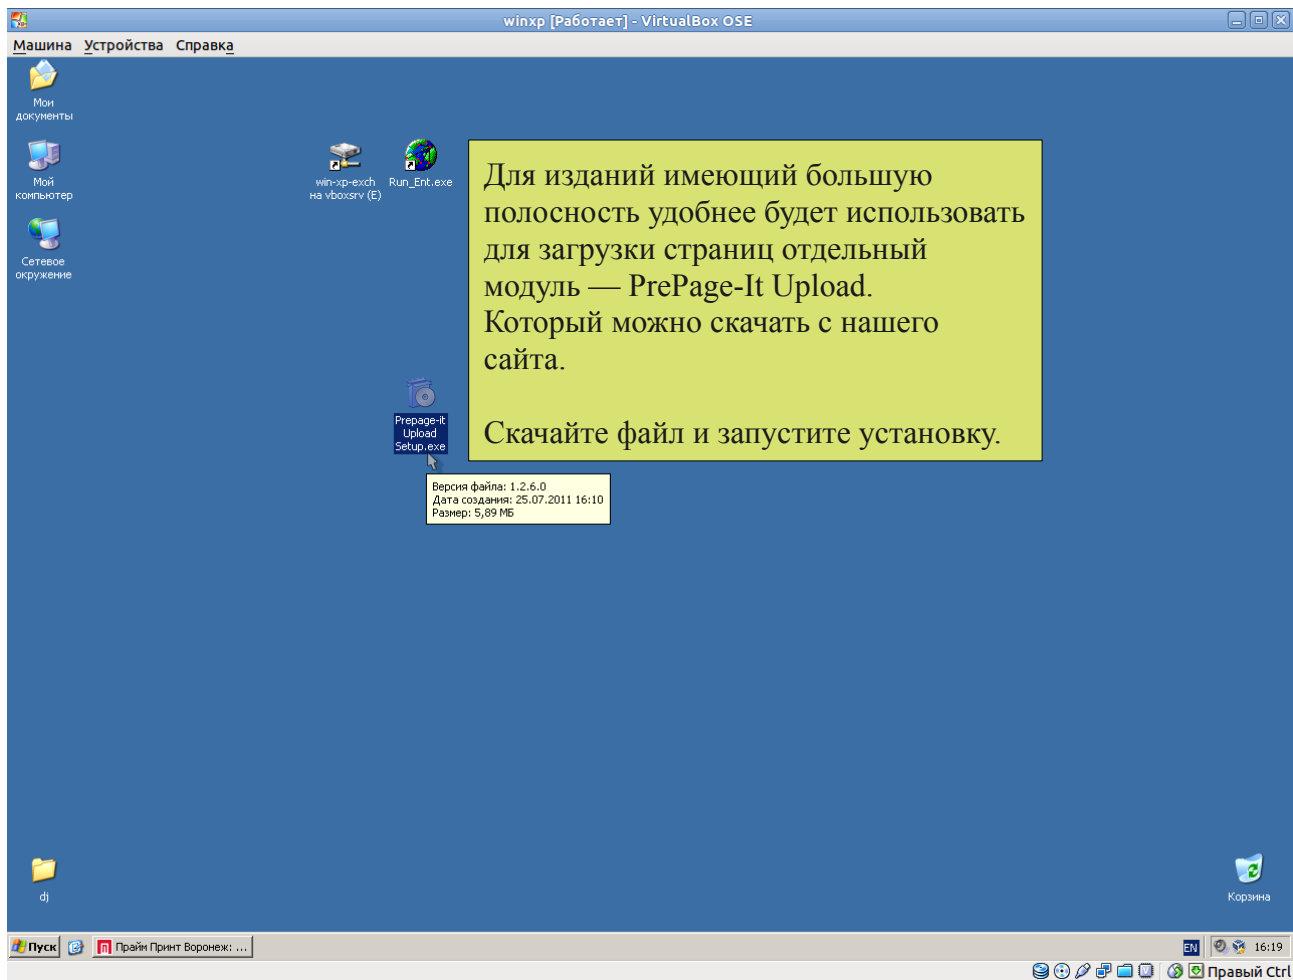 winxp [Работает] - VirtualBox OSE
Машина Устройства Справка
Мои
документы
Мой
компьютер
Сетевое
окружение
win-xp-exch
на vboxsrv (E)
Run_Ent.exe
Для изданий имеющий большую
полосность удобнее будет использовать
для загрузки страниц отдельный
модуль — PrePage-It Upload.
Который можно скачать с нашего
сайта.
Скачайте файл и запустите установку.
Prepage-it
Upload
Setup.exe
Версия файла: 1.2.6.0
Дата создания: 25.07.2011 16:10
Размер: 5,89 МБ
dj
Корзина
Пуск
Прайм Принт Воронеж: ...
EN
16:19
Правый Ctrl